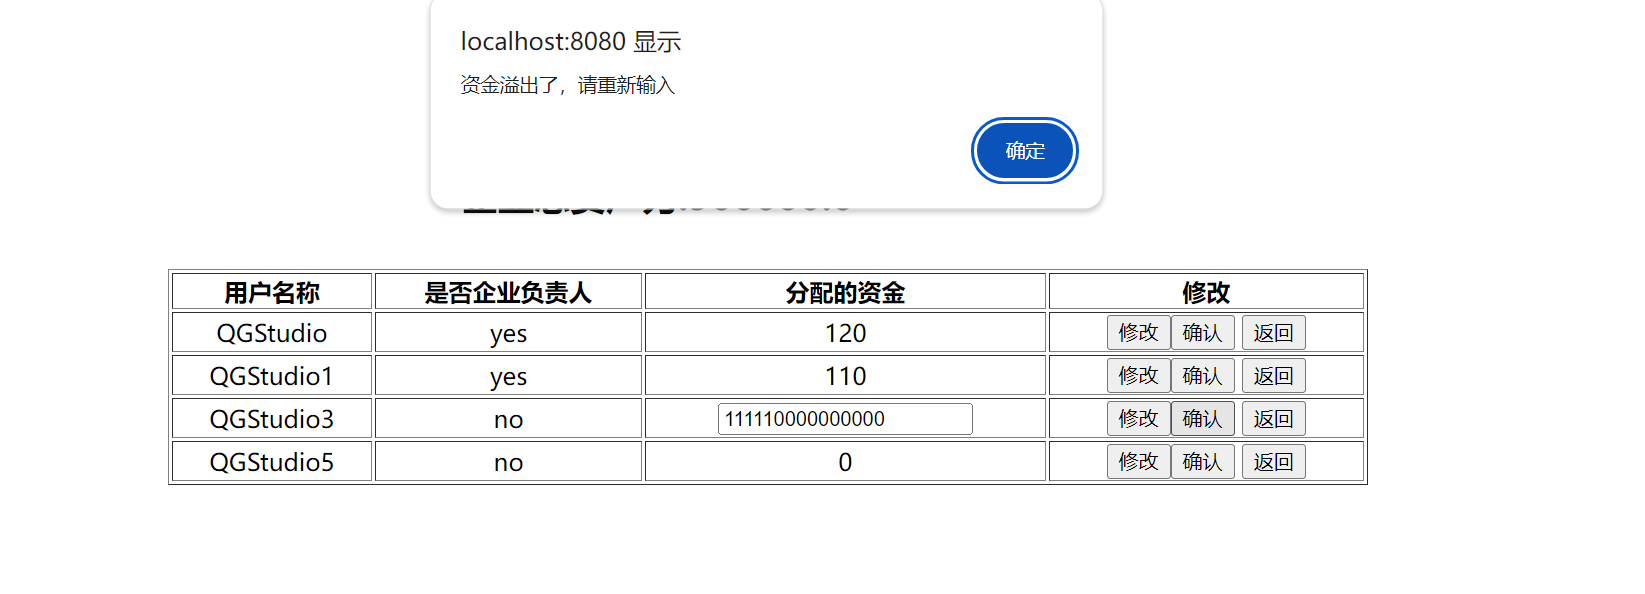 localhost:8080 显示
资金溢出了，请重新输入
确定
用户名称 是否企业负责人 分配的资金 修改
QGStudio yes 120 修改 确认 返回
QGStudio1 yes 110 修改 确认 返回
QGStudio3 no 111110000000000 修改 确认 返回
QGStudio5 no 0 修改 确认 返回